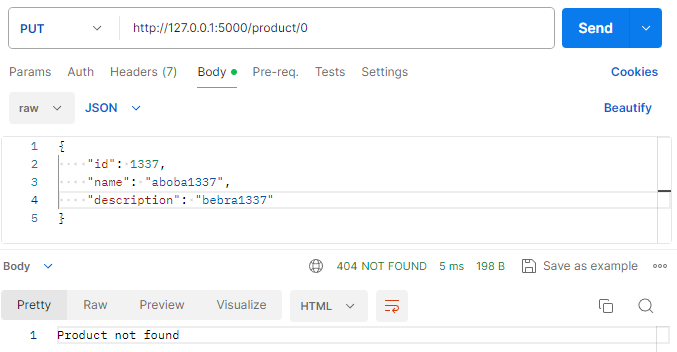 PUT http://127.0.0.1:5000/product/0 Send
Params Auth Headers (7) Body Pre-req. Tests Settings Cookies
raw JSON Beautify
1 {
2 "id": 1337,
3 "name": "aboba1337",
4 "description": "bebra1337"
5 }
Body 404 NOT FOUND 5 ms 198 B Save as example
Pretty Raw Preview Visualize HTML
1 Product not found